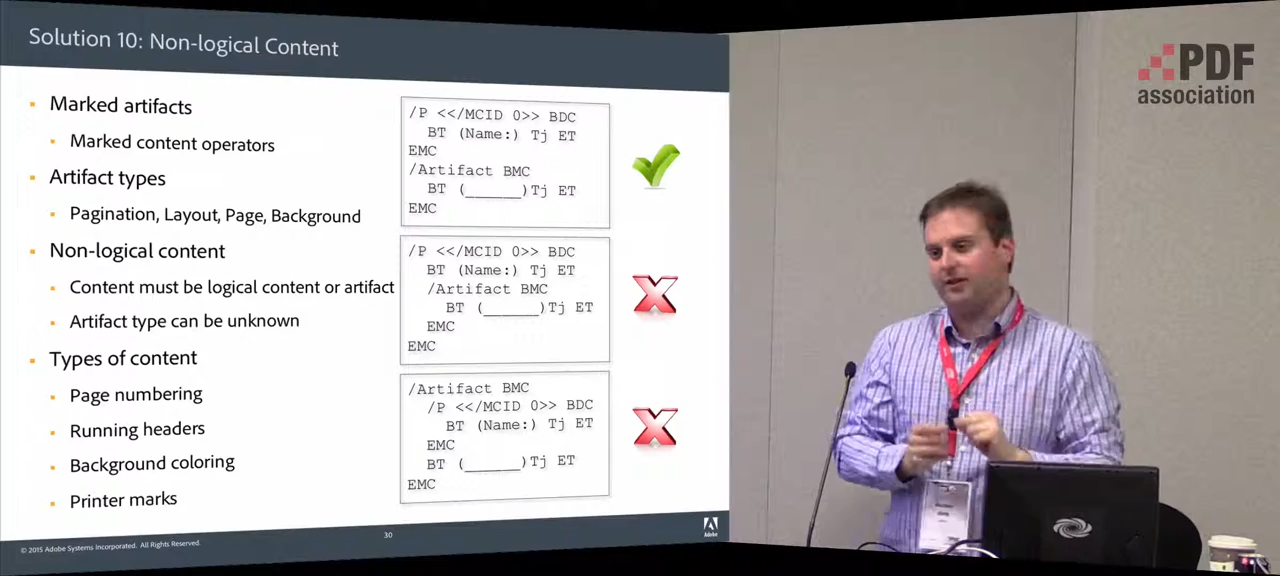 Solution 10: Non-logical Content
Marked artifacts
Marked content operators
Artifact types
Pagination, Layout, Page, Background
Non-logical content
Content must be logical content or artifact
Artifact type can be unknown
Types of content
Page numbering
Running headers
Background coloring
Printer marks
/P <</MCID 0>> BDC
BT (Name:) Tj ET
EMC
/Artifact BMC
BT (______)Tj ET
EMC
/P <</MCID 0>> BDC
BT (Name:) Tj ET
/Artifact BMC
BT (______)Tj ET
EMC
EMC
/Artifact BMC
/P <</MCID 0>> BDC
BT (Name:) Tj ET
EMC
BT (______)Tj ET
EMC
© 2015 Adobe Systems Incorporated. All Rights Reserved.
30
Adobe
PDF
association